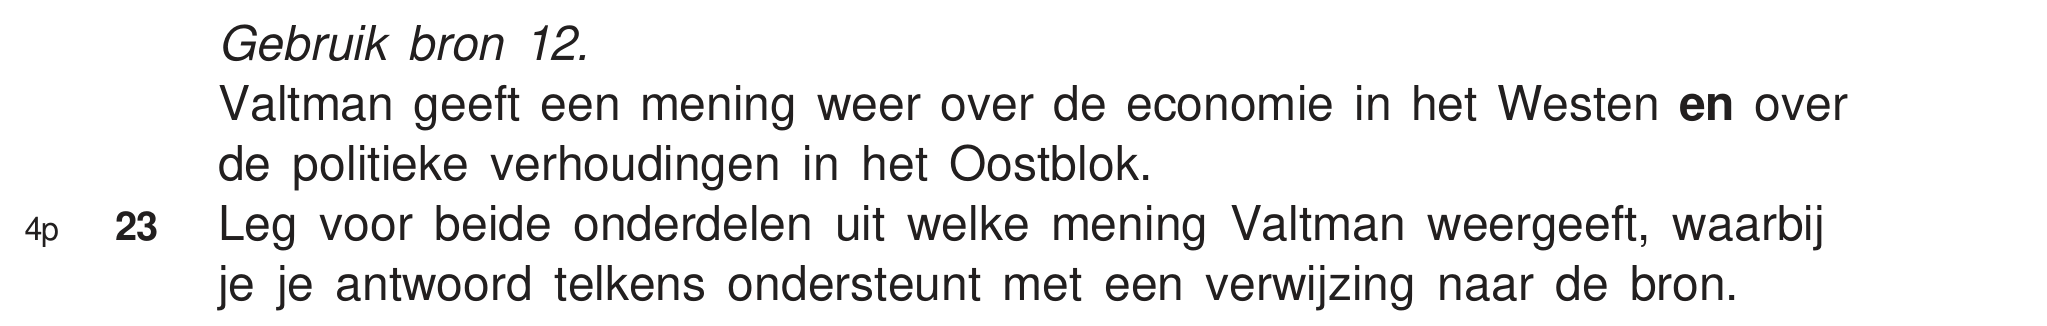 Gebruik bron 12.
Valtman geeft een mening weer over de economie in het Westen en over
de politieke verhoudingen in het Oostblok.
4p 23 Leg voor beide onderdelen uit welke mening Valtman weergeeft, waarbij
je je antwoord telkens ondersteunt met een verwijzing naar de bron.